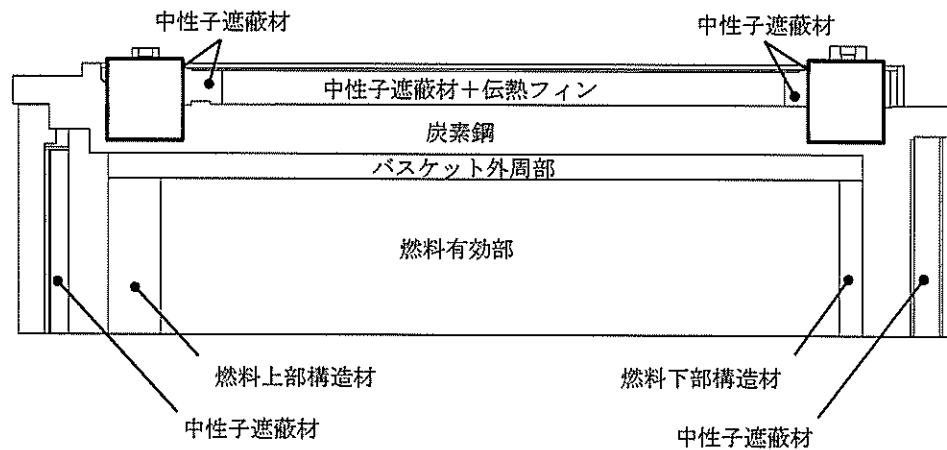 中性子遮蔽材
中性子遮蔽材
中性子遮蔽材＋伝熱フィン
炭素鋼
バスケット外周部
燃料有効部
燃料上部構造材
燃料下部構造材
中性子遮蔽材
中性子遮蔽材